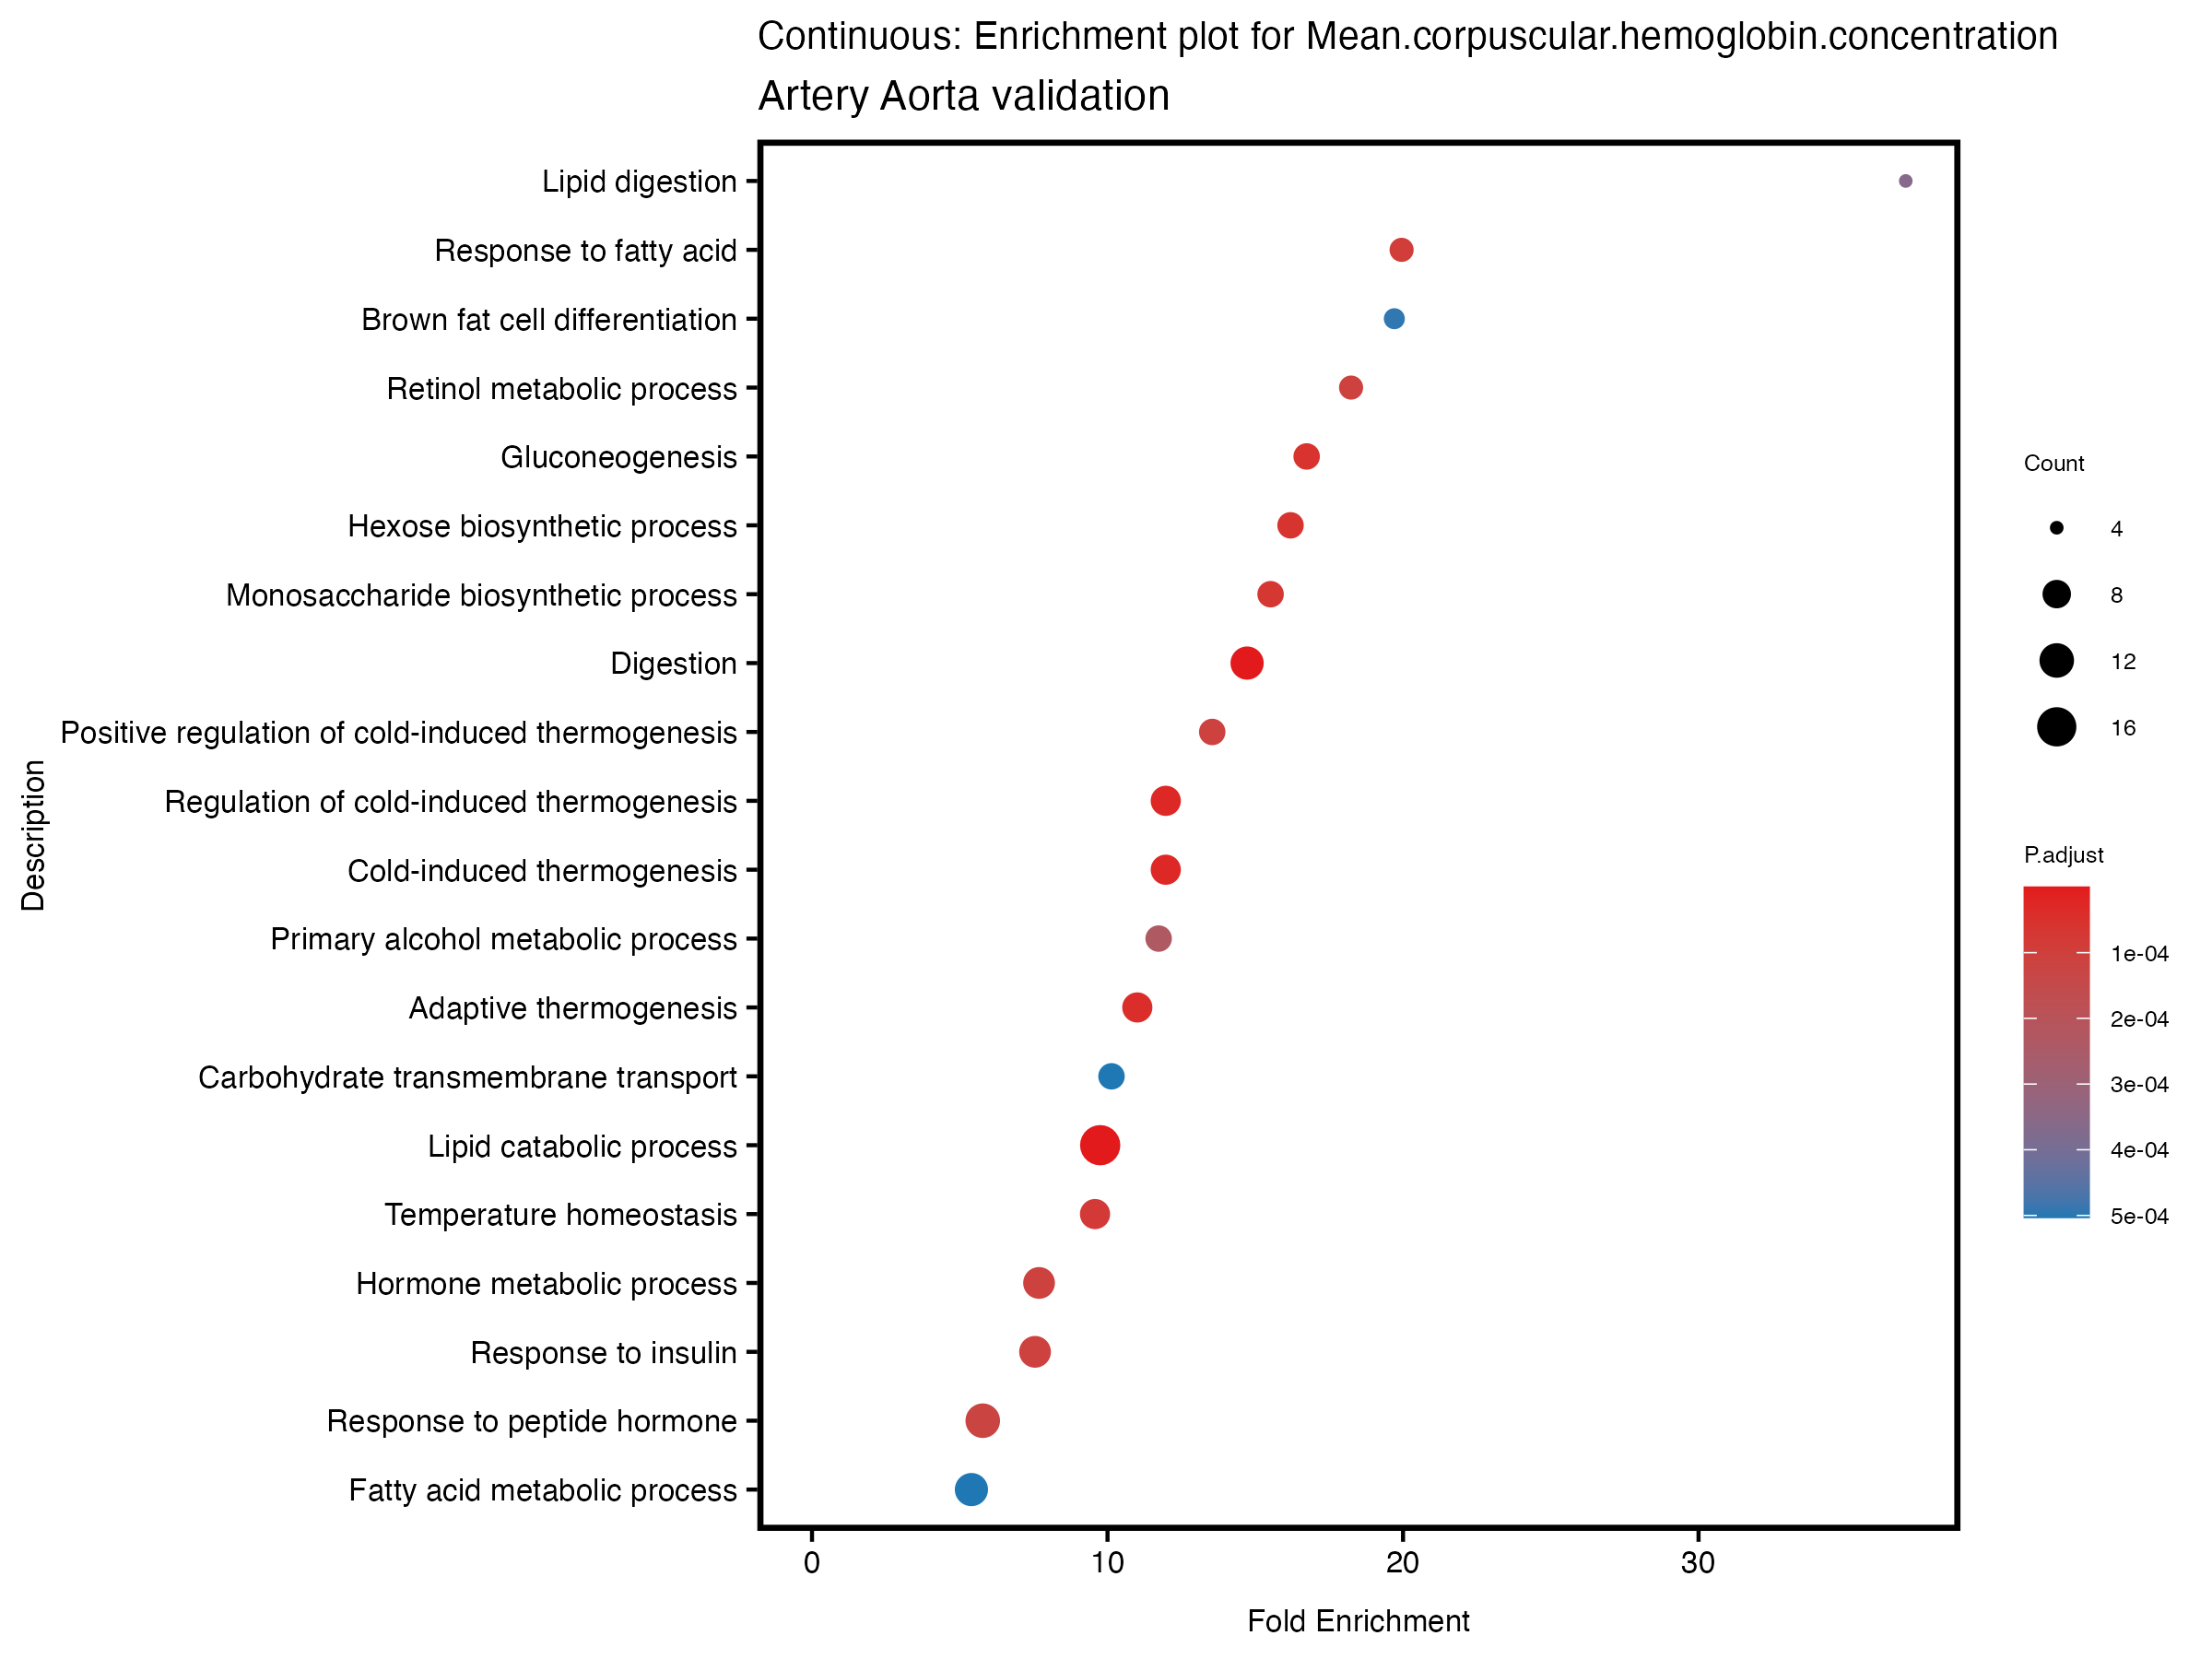 Continuous: Enrichment plot for Mean.corpuscular.hemoglobin.concentration
Artery Aorta validation
Description
Lipid digestion
Response to fatty acid
Brown fat cell differentiation
Retinol metabolic process
Gluconeogenesis
Hexose biosynthetic process
Monosaccharide biosynthetic process
Digestion
Positive regulation of cold-induced thermogenesis
Regulation of cold-induced thermogenesis
Cold-induced thermogenesis
Primary alcohol metabolic process
Adaptive thermogenesis
Carbohydrate transmembrane transport
Lipid catabolic process
Temperature homeostasis
Hormone metabolic process
Response to insulin
Response to peptide hormone
Fatty acid metabolic process
0 10 20 30
Fold Enrichment
Count
4
8
12
16
P.adjust
1e-04
2e-04
3e-04
4e-04
5e-04